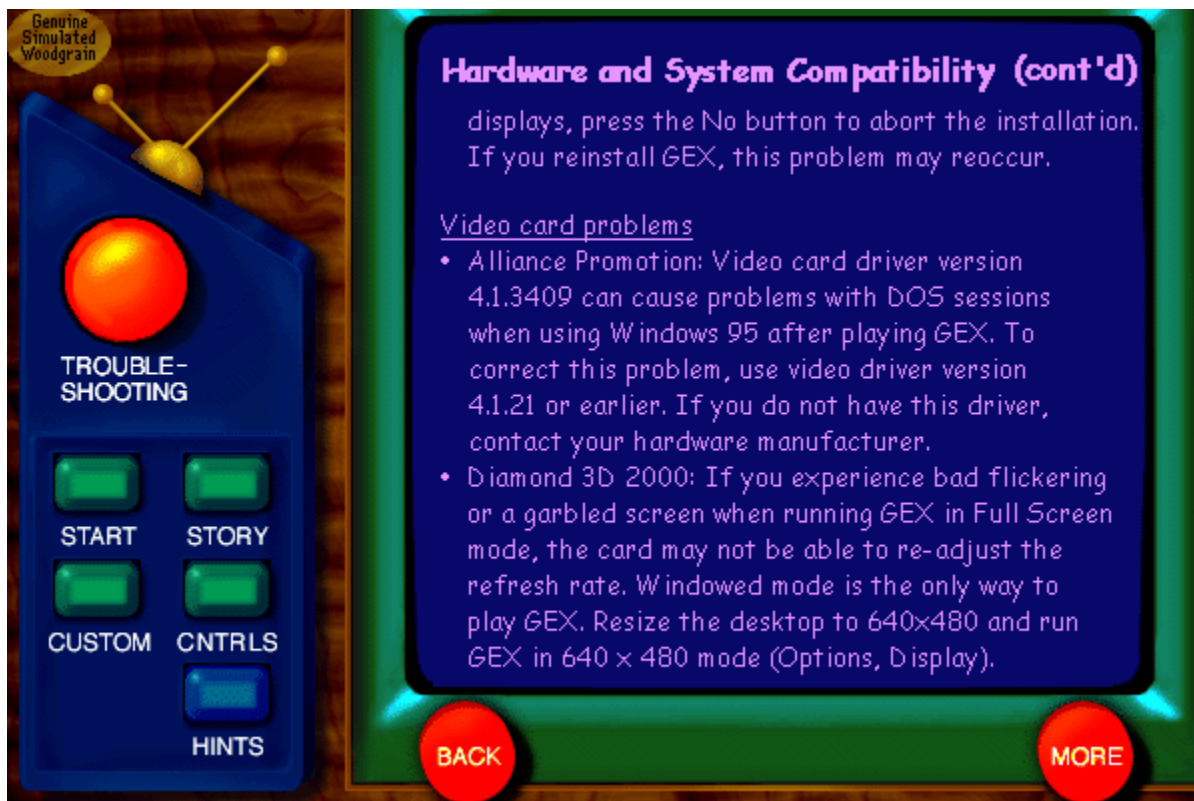 Genuine
Simulated
Woodgrain
TROUBLE-
SHOOTING
START
STORY
CUSTOM
CNTRLS
HINTS
Hardware and System Compatibility (cont'd)
displays, press the No button to abort the installation.
If you reinstall GEX, this problem may reoccur.
Video card problems
• Alliance Promotion: Video card driver version
4.1.3409 can cause problems with DOS sessions
when using Windows 95 after playing GEX. To
correct this problem, use video driver version
4.1.21 or earlier. If you do not have this driver,
contact your hardware manufacturer.
• Diamond 3D 2000: If you experience bad flickering
or a garbled screen when running GEX in Full Screen
mode, the card may not be able to re-adjust the
refresh rate. Windowed mode is the only way to
play GEX. Resize the desktop to 640x480 and run
GEX in 640 x 480 mode (Options, Display).
BACK
MORE